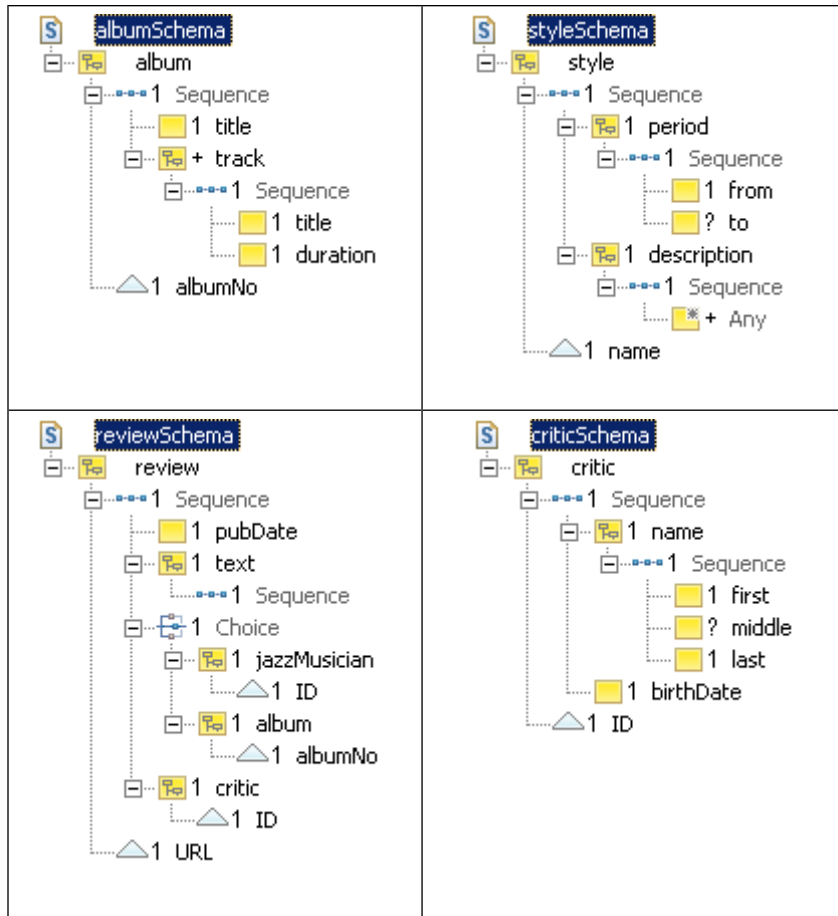 albumSchema
album
1 Sequence
1 title
+ track
1 Sequence
1 title
1 duration
1 albumNo
styleSchema
style
1 Sequence
1 period
1 Sequence
1 from
? to
1 description
1 Sequence
+ Any
1 name
reviewSchema
review
1 Sequence
1 pubDate
1 text
1 Sequence
1 Choice
1 jazzMusician
1 ID
1 album
1 albumNo
1 critic
1 ID
1 URL
criticSchema
critic
1 Sequence
1 name
1 Sequence
1 first
? middle
1 last
1 birthDate
1 ID